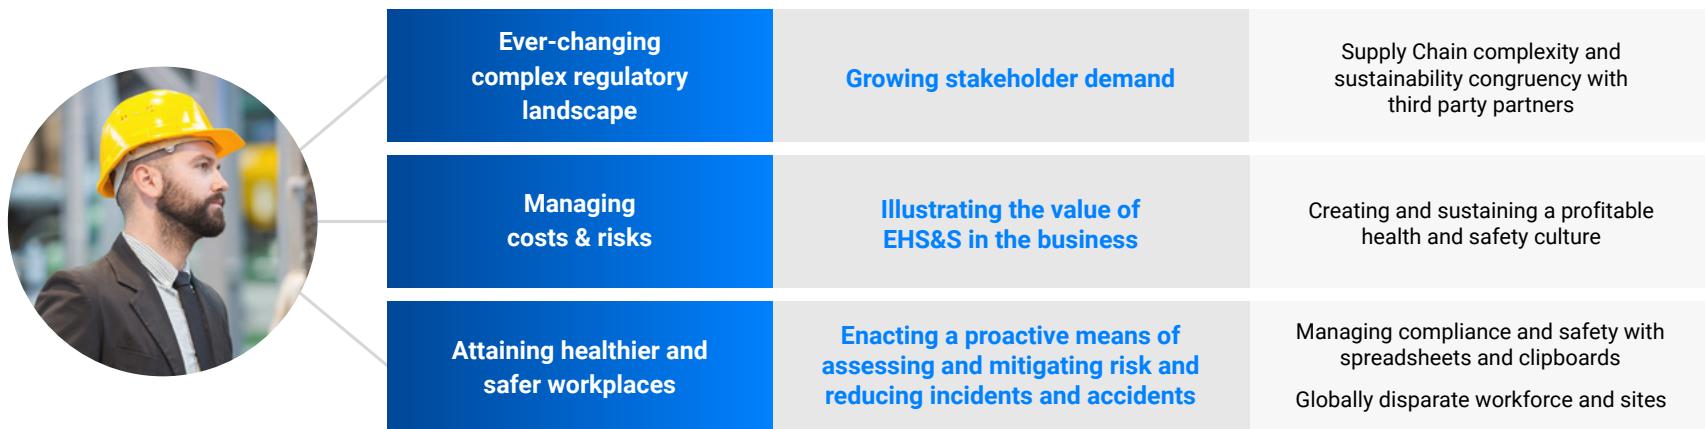 Ever-changing
complex regulatory
landscape
Growing stakeholder demand
Supply Chain complexity and
sustainability congruency with
third party partners
Managing
costs & risks
Illustrating the value of
EHS&S in the business
Creating and sustaining a profitable
health and safety culture
Attaining healthier and
safer workplaces
Enacting a proactive means of
assessing and mitigating risk and
reducing incidents and accidents
Managing compliance and safety with
spreadsheets and clipboards
Globally disparate workforce and sites